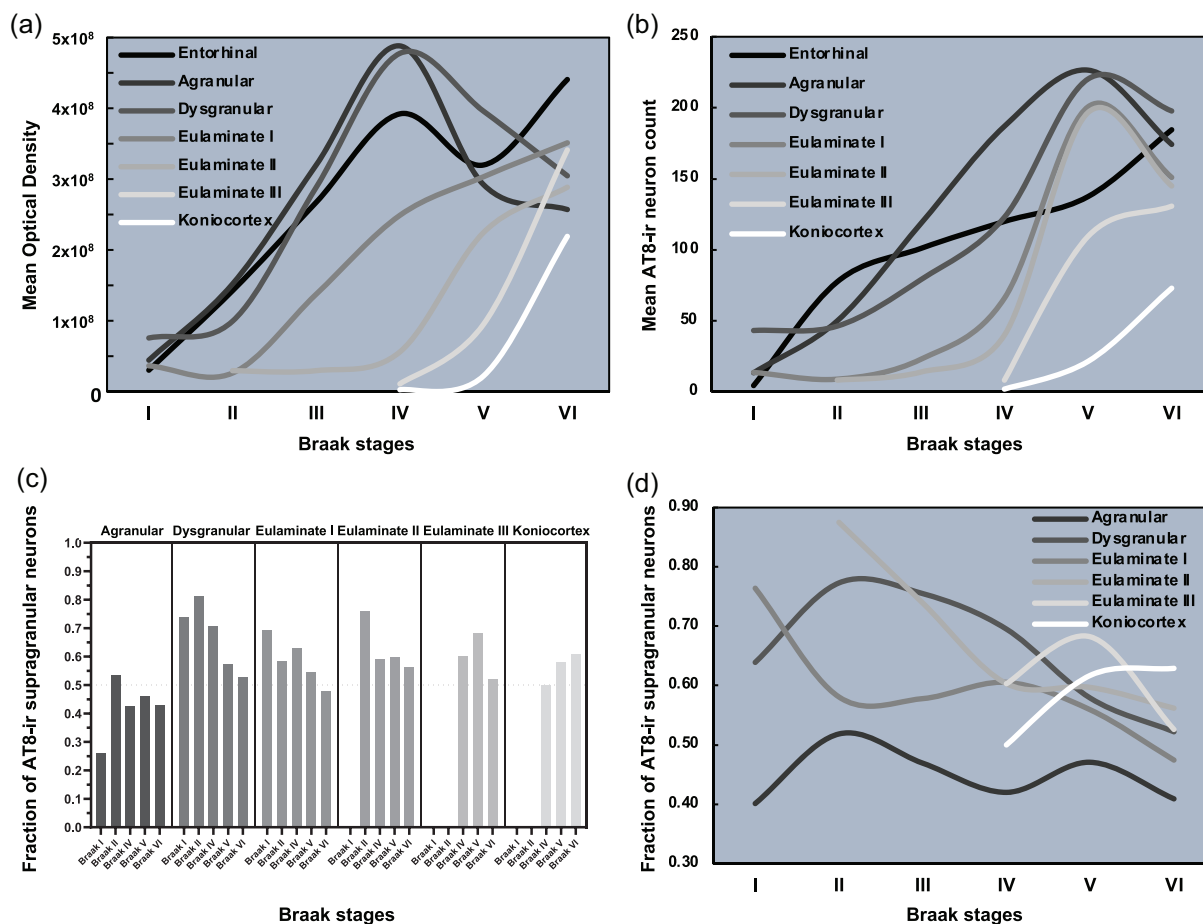 (a)
5x10⁸
4x10⁸
3x10⁸
2x10⁸
1x10⁸
0
Mean Optical Density
Entorhinal
Agranular
Dysgranular
Eulaminate I
Eulaminate II
Eulaminate III
Koniocortex
I II III IV V VI
Braak stages
(b)
250
200
150
100
50
0
Mean AT8-ir neuron count
Entorhinal
Agranular
Dysgranular
Eulaminate I
Eulaminate II
Eulaminate III
Koniocortex
I II III IV V VI
Braak stages
(c)
Agranular Dysgranular Eulaminate I Eulaminate II Eulaminate III Koniocortex
1.0
0.9
0.8
0.7
0.6
0.5
0.4
0.3
0.2
0.1
0.0
Fraction of AT8-ir supragranular neurons
Braak I Braak II Braak IV Braak V Braak VI Braak I Braak II Braak IV Braak V Braak VI Braak I Braak II Braak IV Braak V Braak VI Braak I Braak II Braak IV Braak V Braak VI Braak I Braak II Braak IV Braak V Braak VI Braak I Braak II Braak IV Braak V Braak VI
Braak stages
(d)
0.90
0.80
0.70
0.60
0.50
0.40
0.30
Fraction of AT8-ir supragranular neurons
Agranular
Dysgranular
Eulaminate I
Eulaminate II
Eulaminate III
Koniocortex
I II III IV V VI
Braak stages